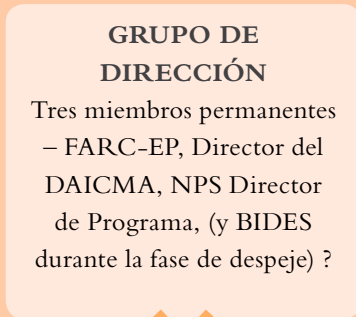 GRUPO DE
DIRECCIÓN
Tres miembros permanentes
– FARC-EP, Director del
DAICMA, NPS Director
de Programa, (y BIDES
durante la fase de despeje) ?